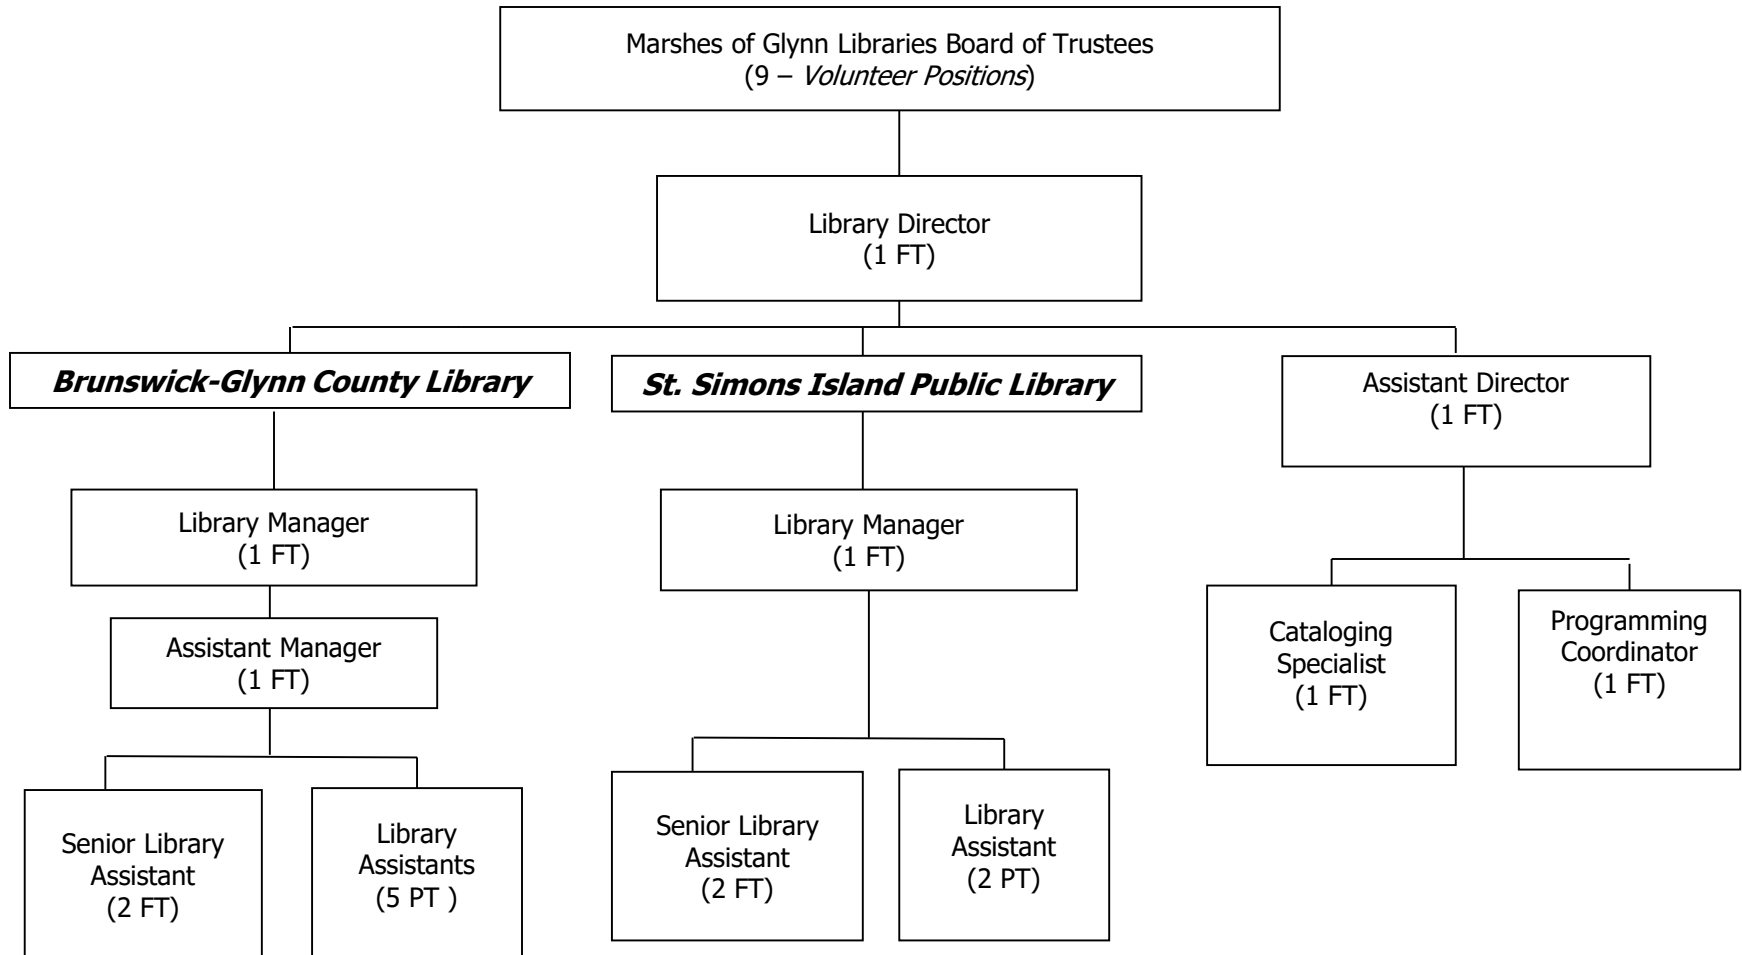 Marshes of Glynn Libraries Board of Trustees
(9 – Volunteer Positions)
Library Director
(1 FT)
Brunswick-Glynn County Library
St. Simons Island Public Library
Assistant Director
(1 FT)
Library Manager
(1 FT)
Library Manager
(1 FT)
Assistant Manager
(1 FT)
Cataloging
Specialist
(1 FT)
Programming
Coordinator
(1 FT)
Senior Library
Assistant
(2 FT)
Library
Assistants
(5 PT )
Senior Library
Assistant
(2 FT)
Library
Assistant
(2 PT)